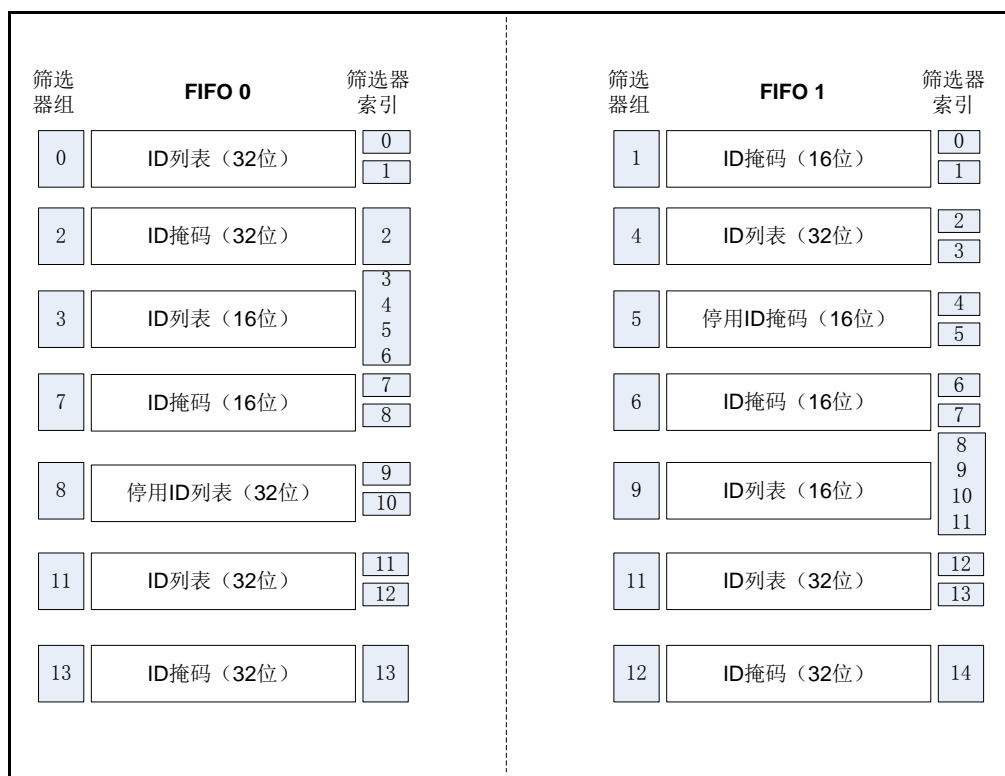 筛选
器组
FIFO 0
筛选器
索引
0
ID列表（32位）
0
1
2
ID掩码（32位）
2
3
ID列表（16位）
3
4
5
6
7
ID掩码（16位）
7
8
8
停用ID列表（32位）
9
10
11
ID列表（32位）
11
12
13
ID掩码（32位）
13
筛选
器组
FIFO 1
筛选器
索引
1
ID掩码（16位）
0
1
4
ID列表（32位）
2
3
5
停用ID掩码（16位）
4
5
6
ID掩码（16位）
6
7
9
ID列表（16位）
8
9
10
11
11
ID列表（32位）
12
13
12
ID掩码（32位）
14